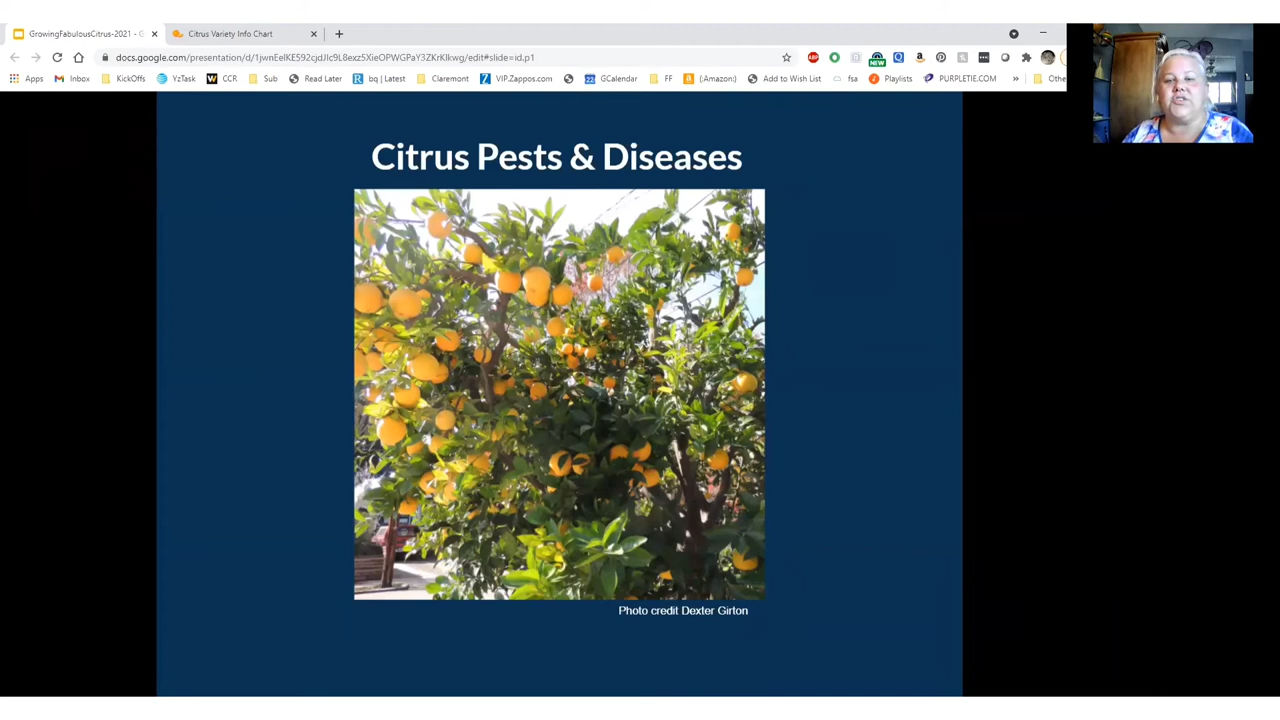 GrowingFabulousCitrus-2021 - G
Citrus Variety Info Chart
docs.google.com/presentation/d/1jwnEelKE592cjdJIc9L8exz5XieOPWGPaY3ZKrKlkwg/edit#slide=id.p1
Apps Inbox KickOffs YzTask CCR Sub Read Later bq | Latest Claremont VIP.Zappos.com GCalendar FF (:Amazon:) Add to Wish List fsa Playlists PURPLETIE.COM Other
Citrus Pests & Diseases
Photo credit Dexter Girton